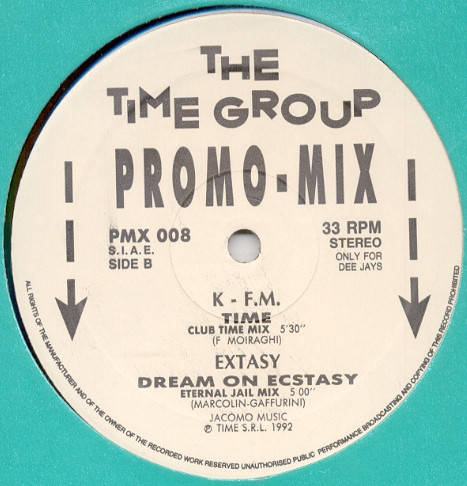 THE
TIME GROUP
PROMO-MIX
PMX 008
S.I.A.E.
SIDE B
33 RPM
STEREO
ONLY FOR
DEE JAYS
K - F.M.
TIME
CLUB TIME MIX 5'30"
(F MOIRAGHI)
EXTASY
DREAM ON ECSTASY
ETERNAL JAIL MIX 5 00"
(MARCOLIN-GAFFURINI)
JACOMO MUSIC
℗ TIME S.R.L. 1992
ALL RIGHTS OF THE MANUFACTURER AND OF THE OWNER OF THE RECORDED WORK RESERVED UNAUTHORISED PUBLIC PERFORMANCE BROADCASTING AND COPYING OF THIS RECORD PROHIBITED